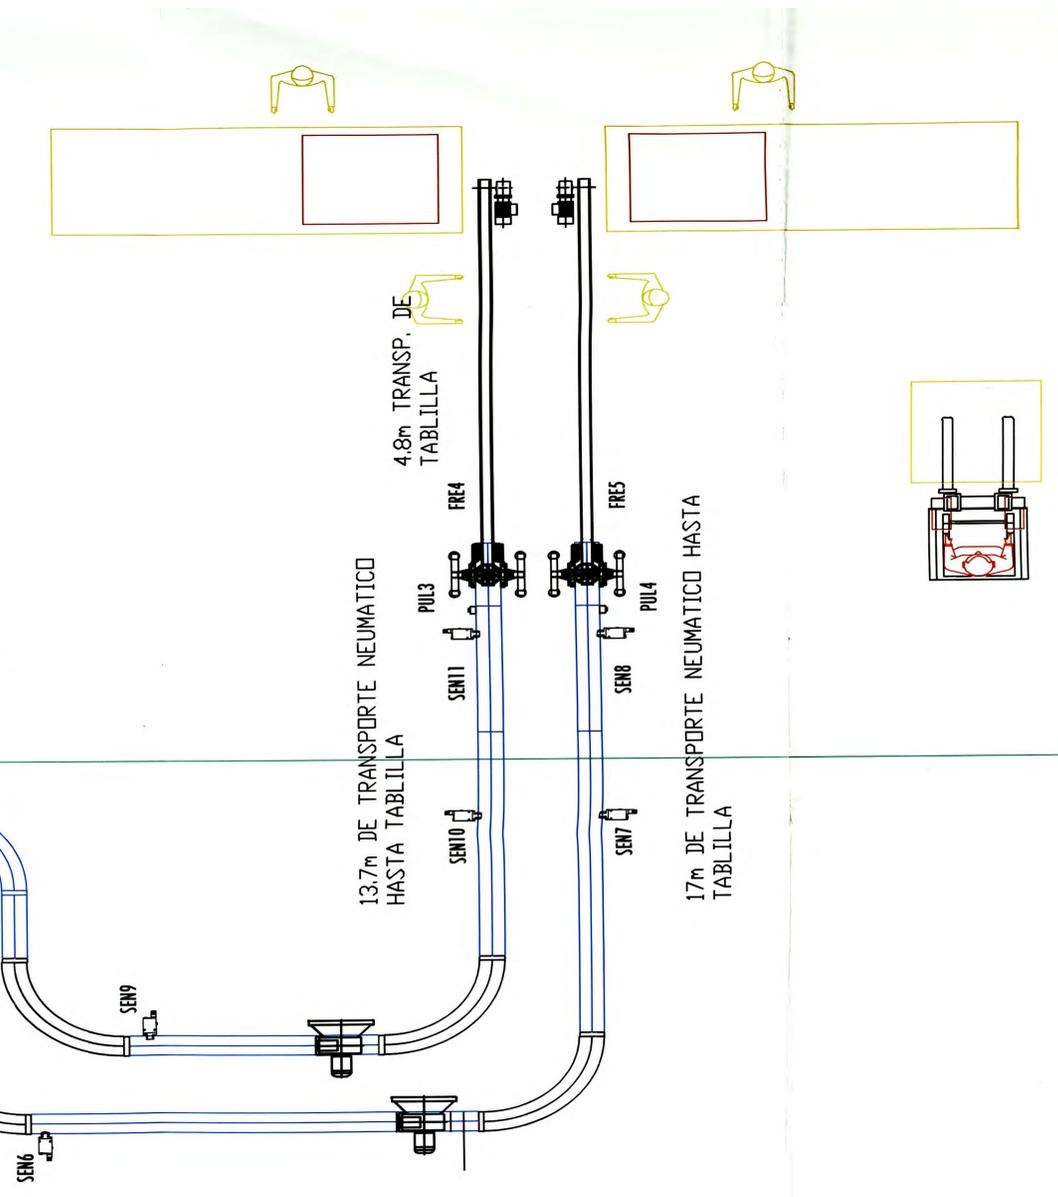 4.8m TRANSP. DE
TABLILLA
FRE4
FRE5
PUL3
PUL4
13.7m DE TRANSPORTE NEUMATICO
HASTA TABLILLA
17m DE TRANSPORTE NEUMATICO HASTA
TABLILLA
SEN11
SEN8
SEN10
SEN7
SEN9
SEN6